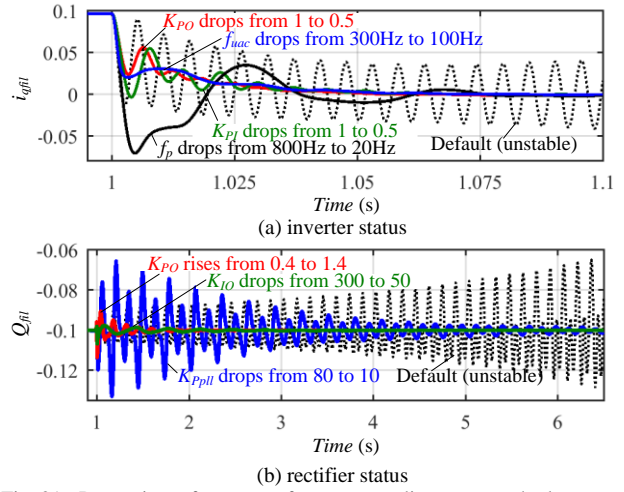 0.1
K_PO drops from 1 to 0.5
f_uac drops from 300Hz to 100Hz
0.05
i_qfil
0
K_PI drops from 1 to 0.5
-0.05
f_p drops from 800Hz to 20Hz
Default (unstable)
1 1.025 1.05 1.075 1.1
Time (s)
(a) inverter status
-0.06
K_PO rises from 0.4 to 1.4
K_IO drops from 300 to 50
-0.08
Q_fil
-0.1
K_Ppll drops from 80 to 10
Default (unstable)
-0.12
1 2 3 4 5 6
Time (s)
(b) rectifier status